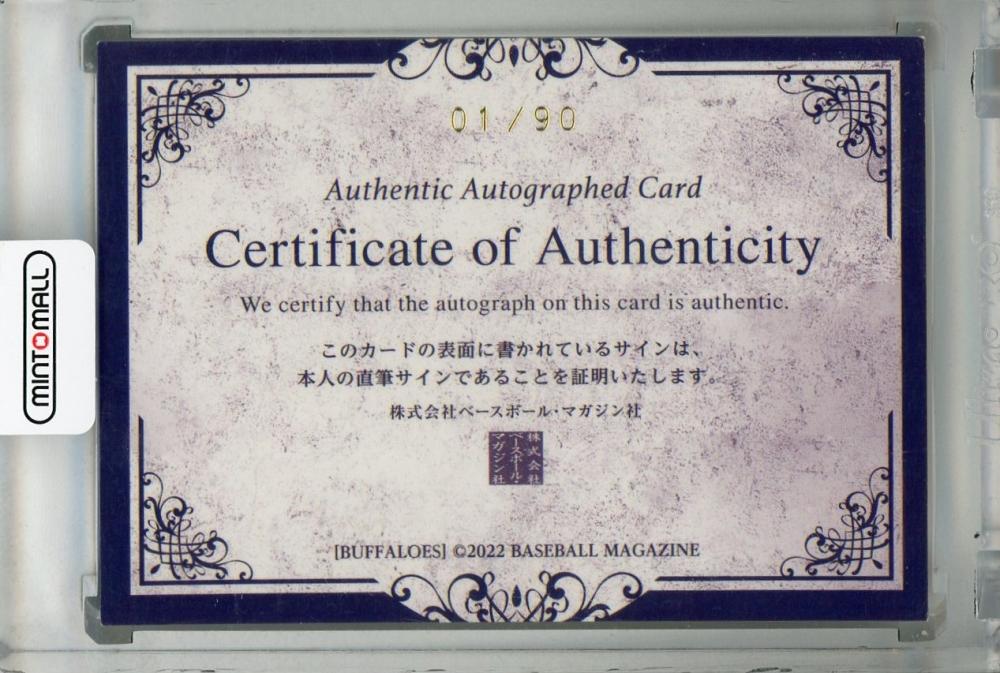 01/90
Authentic Autographed Card
Certificate of Authenticity
We certify that the autograph on this card is authentic.
このカードの表面に書かれているサインは、
本人の直筆サインであることを証明いたします。
株式会社ベースボール・マガジン社
株式会社
ベースボール・
マガジン社
[BUFFALOES] ©2022 BASEBALL MAGAZINE
MINTOMALL